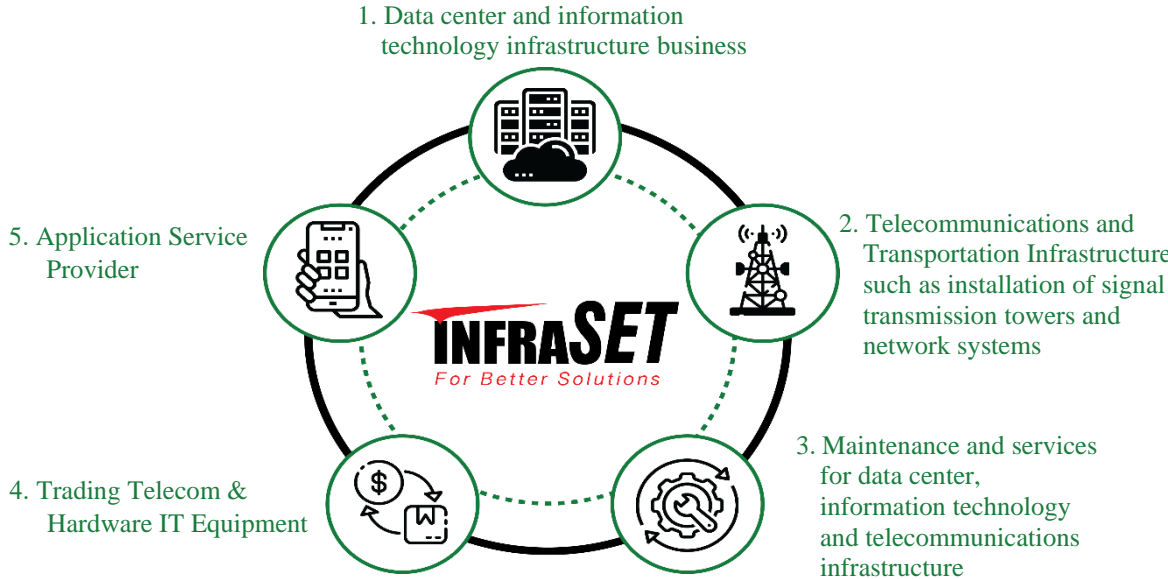 1. Data center and information
technology infrastructure business
2. Telecommunications and
Transportation Infrastructure
such as installation of signal
transmission towers and
network systems
3. Maintenance and services
for data center,
information technology
and telecommunications
infrastructure
4. Trading Telecom &
Hardware IT Equipment
5. Application Service
Provider
INFRASET
For Better Solutions
$